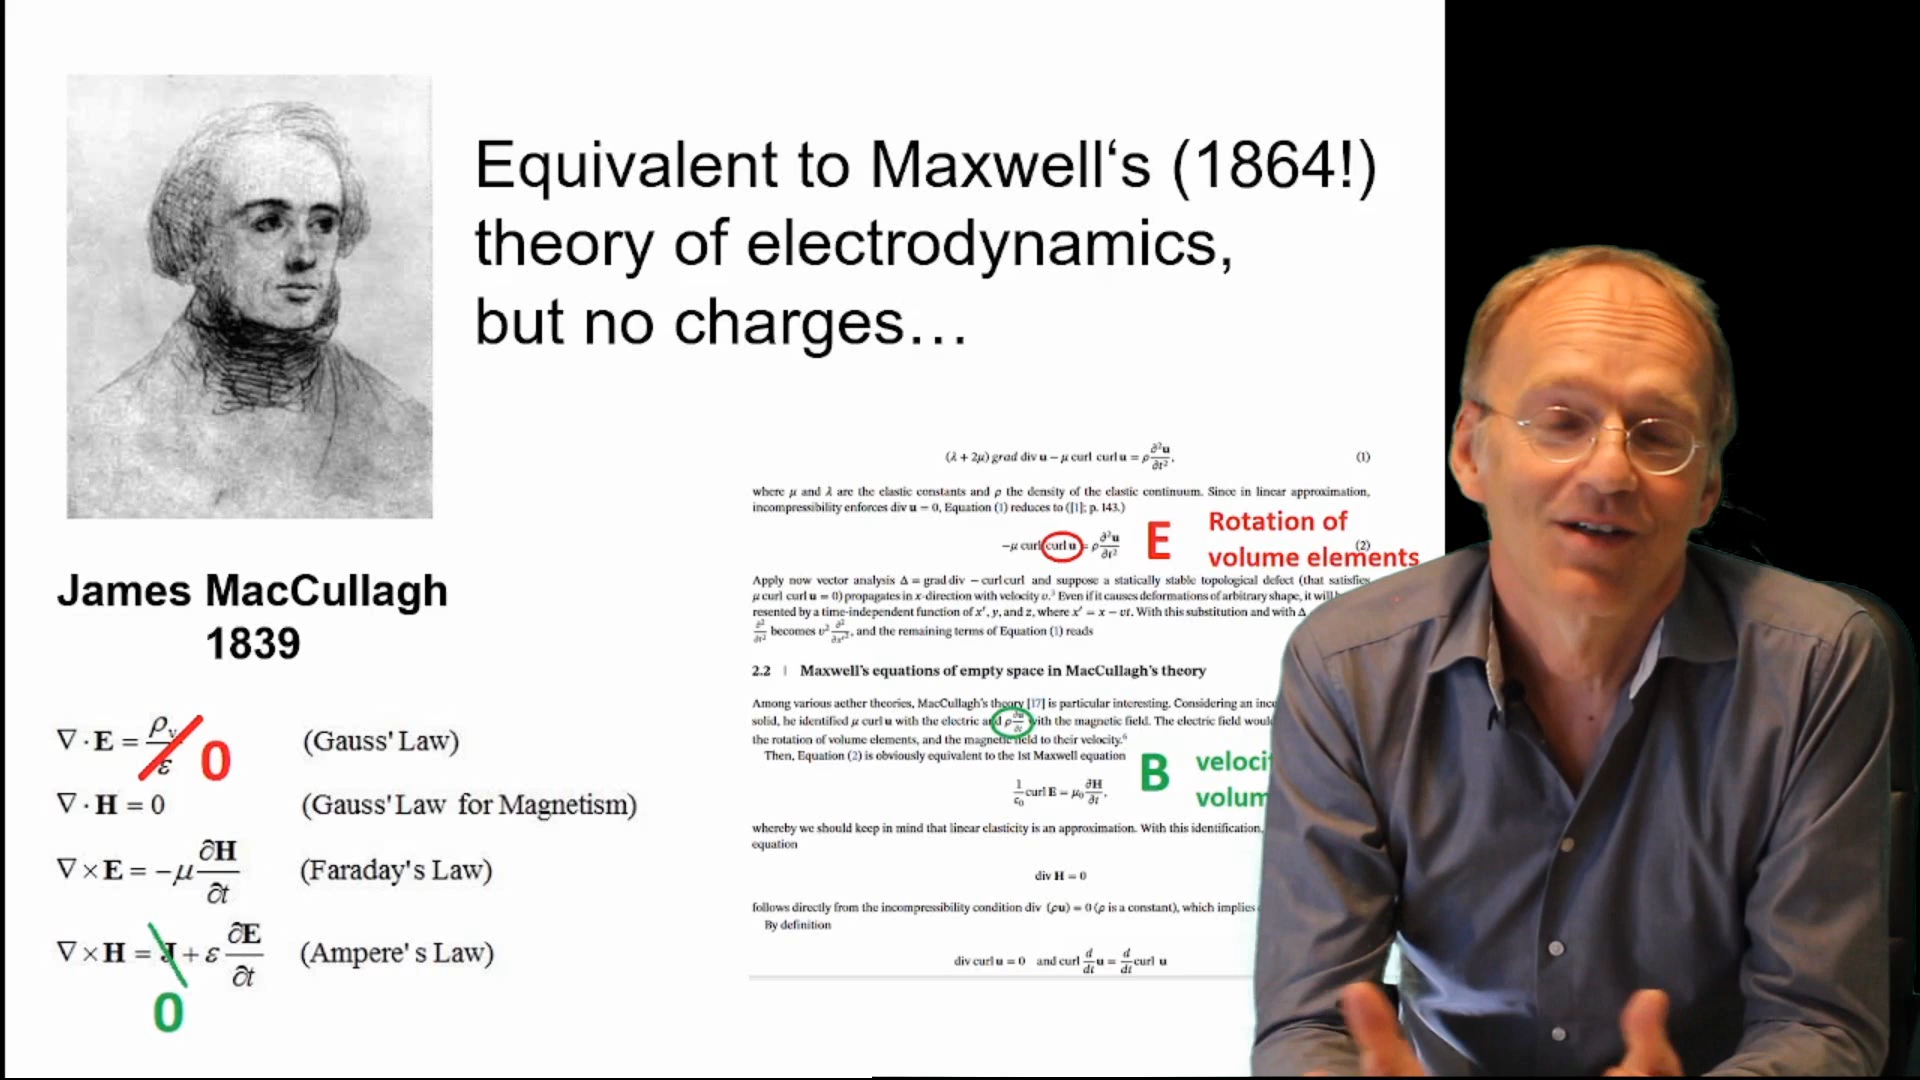 Equivalent to Maxwell‘s (1864!)
theory of electrodynamics,
but no charges…
James MacCullagh
1839
∇ · E = ρv/ε 0 (Gauss' Law)
∇ · H = 0 (Gauss' Law for Magnetism)
∇ × E = −μ ∂H/∂t (Faraday's Law)
∇ × H = J + ε ∂E/∂t (Ampere's Law)
0
(λ + 2μ) grad div u − μ curl curl u = ρ ∂²u/∂t², (1)
where μ and λ are the elastic constants and ρ the density of the elastic continuum. Since in linear approximation,
incompressibility enforces div u = 0, Equation (1) reduces to ([1]; p. 143.)
−μ curl curl u = ρ ∂²u/∂t² (2)
E Rotation of
volume elements
Apply now vector analysis Δ = grad div − curl curl and suppose a statically stable topological defect (that satisfies
μ curl curl u = 0) propagates in x-direction with velocity v.³ Even if it causes deformations of arbitrary shape, it will
resented by a time-independent function of x′, y, and z, where x′ = x − vt. With this substitution and with Δ
∂²/∂t² becomes v² ∂²/∂x′², and the remaining terms of Equation (1) reads
2.2 | Maxwell's equations of empty space in MacCullagh's theory
Among various aether theories, MacCullagh's theory [17] is particular interesting. Considering an
solid, he identified μ curl u with the electric and ρ ∂u/∂t with the magnetic field. The electric field would
the rotation of volume elements, and the magnetic field to their velocity.⁶
Then, Equation (2) is obviously equivalent to the 1st Maxwell equation
B
1/c₀ curl E = μ₀ ∂H/∂t,
whereby we should keep in mind that linear elasticity is an approximation. With this identification,
equation
div H = 0
follows directly from the incompressibility condition div (ρu) = 0 (ρ is a constant), which implies
By definition
div curl u = 0 and curl d/dt u = d/dt curl u